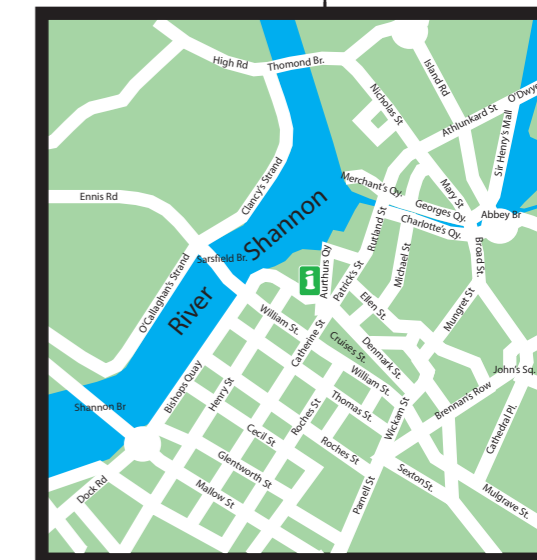 High Rd
Thomond Br.
Island Rd
Nicholas St
Athlunkard St
O'Dwye
Sir Henry's Mall
Clancy's Strand
Shannon
Merchant's Qy.
Mary St
Ennis Rd
Georges Qy.
Abbey Br
Charlotte's Qy.
Rutland St
Michael St
Broad St.
Sarsfield Br.
O'Callaghan's Strand
River
i
Aurthurs Qy
Patrick's St
Ellen St.
Mungret St
William St.
Catherine St
Cruises St.
Denmark St.
John's Sq.
William St.
Bishops Quay
Henry St
Shannon Br
Thomas St.
Brennan's Row
Roches St
Wickam St
Cathedral Pl.
Cecil St.
Roches St.
Glentworth St.
Sexton St.
Dock Rd
Mallow St
Parnell St
Mulgrave St.